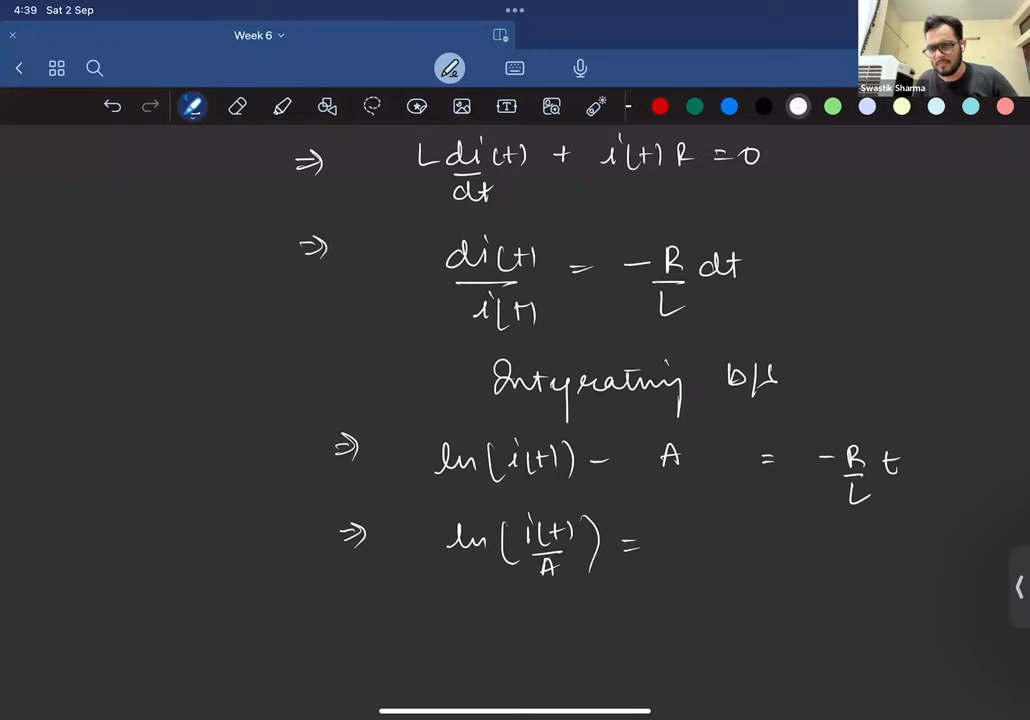 4:39 Sat 2 Sep
Week 6
Swastik Sharma
⇒ L di(t)/dt + i(t) R = 0
⇒ di(t)/i(t) = - R/L dt
Integrating b/s
⇒ ln(i(t)) - A = - R/L t
⇒ ln(i(t)/A) =